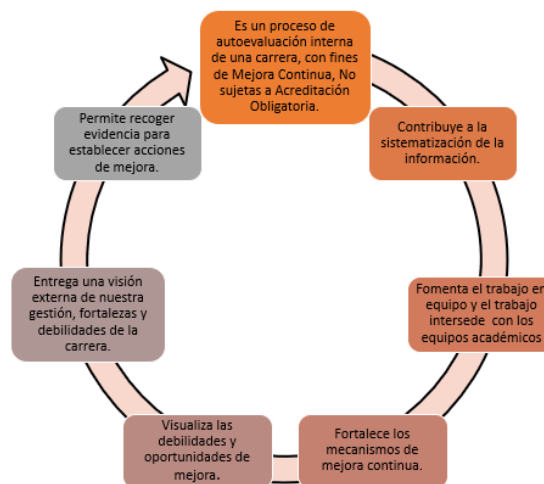 Es un proceso de
autoevaluación interna
de una carrera, con fines
de Mejora Continua, No
sujetas a Acreditación
Obligatoria.
Contribuye a la
sistematización de la
información.
Fomenta el trabajo en
equipo y el trabajo
intersede con los
equipos académicos
Fortalece los
mecanismos de
mejora continua.
Visualiza las
debilidades y
oportunidades de
mejora.
Entrega una visión
externa de nuestra
gestión, fortalezas y
debilidades de la
carrera.
Permite recoger
evidencia para
establecer acciones
de mejora.